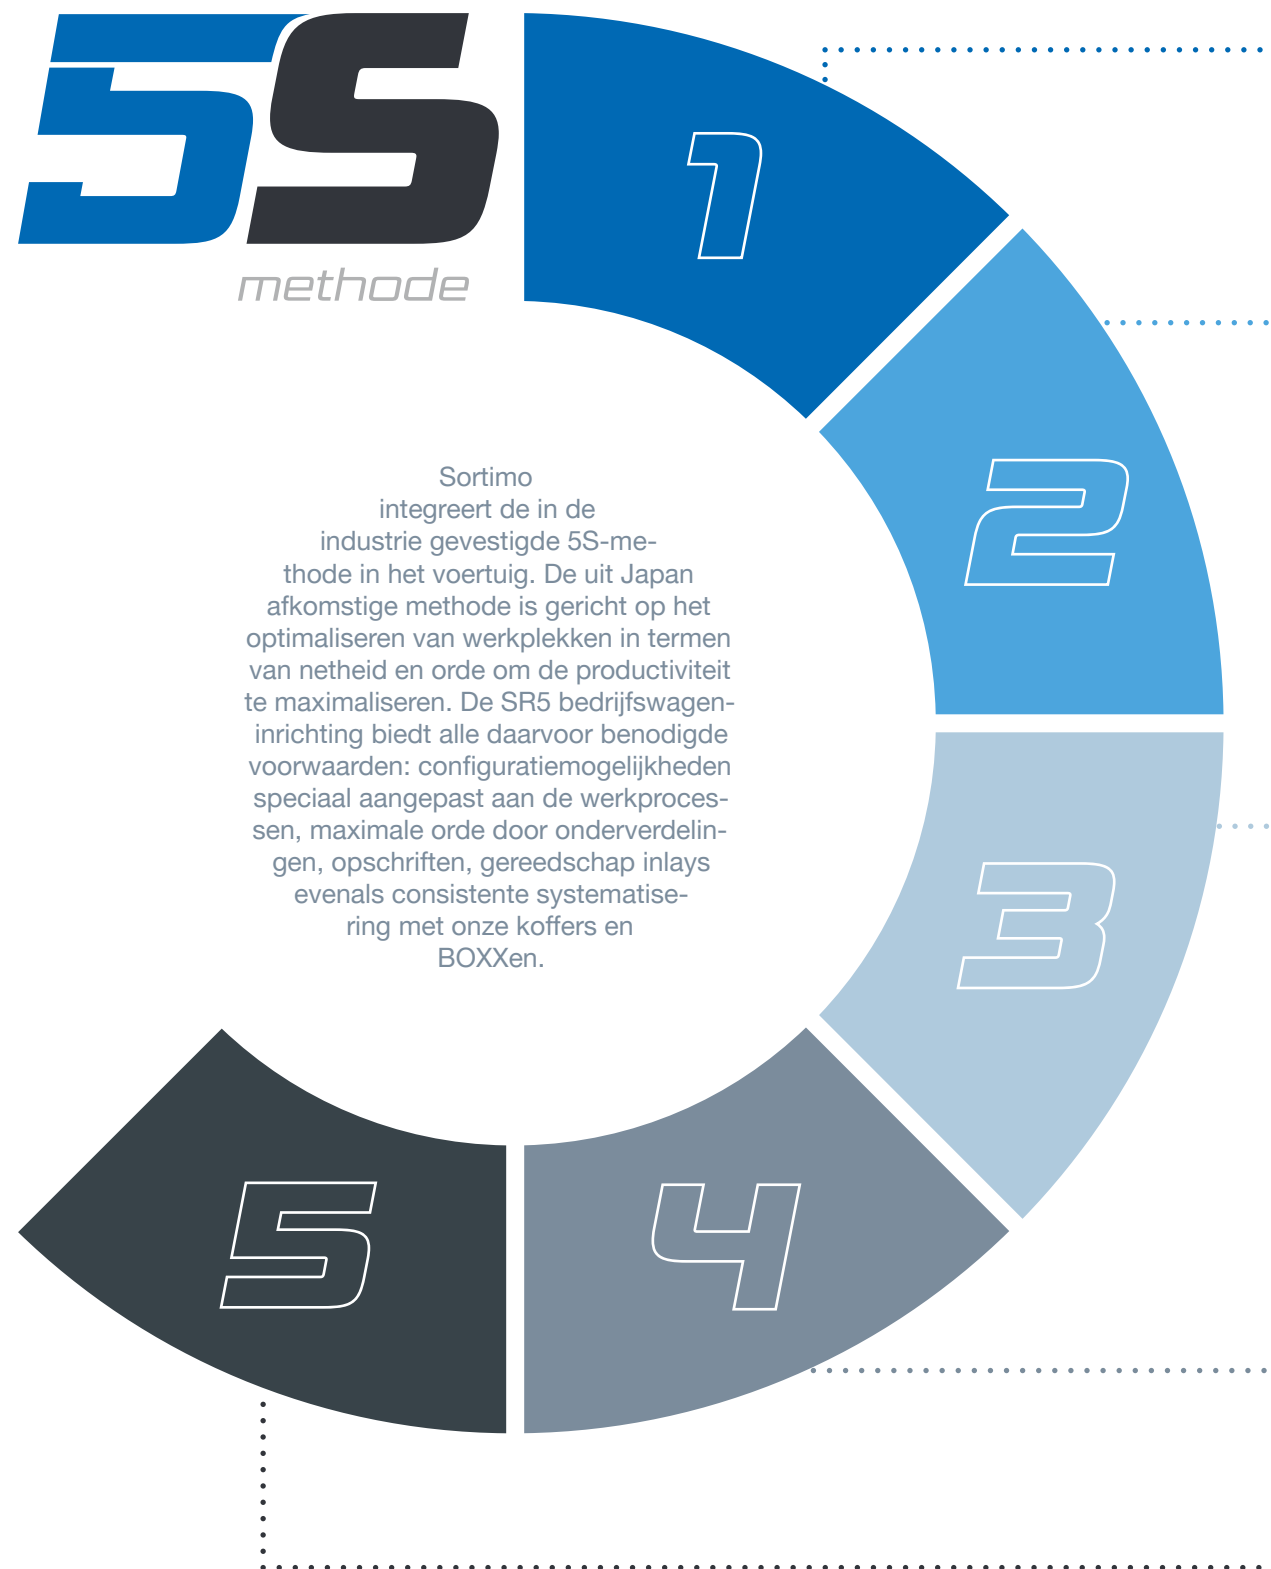 5S
methode
1
2
Sortimo
integreert de in de
industrie gevestigde 5S-me-
thode in het voertuig. De uit Japan
afkomstige methode is gericht op het
optimaliseren van werkplekken in termen
van netheid en orde om de productiviteit
te maximaliseren. De SR5 bedrijfswagen-
inrichting biedt alle daarvoor benodigde
voorwaarden: configuratiemogelijkheden
speciaal aangepast aan de werkproces-
sen, maximale orde door onderverdelin-
gen, opschriften, gereedschap inlays
evenals consistente systematise-
ring met onze koffers en
BOXXen.
3
4
5